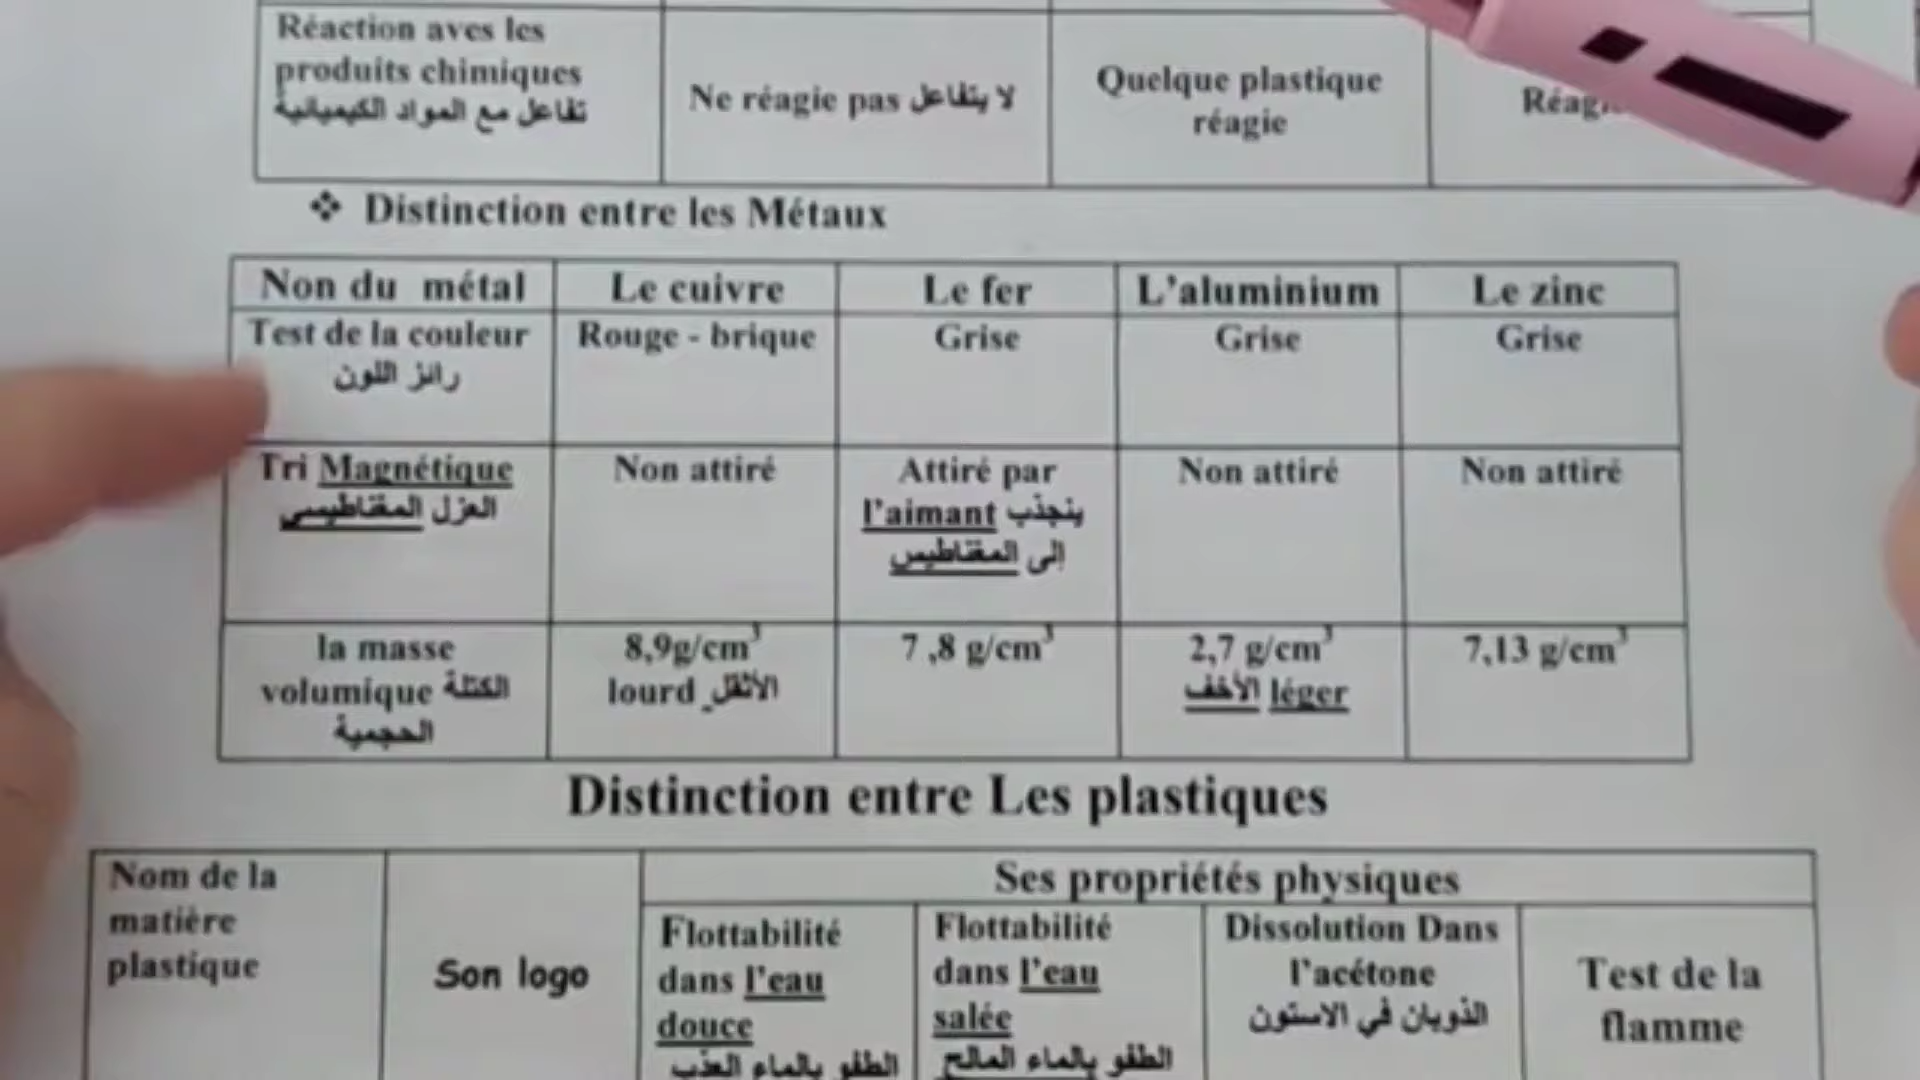 Réaction aves les
produits chimiques
تفاعل مع المواد الكيميائية
Ne réagie pas لا يتفاعل
Quelque plastique
réagie
❖ Distinction entre les Métaux
Non du métal
Le cuivre
Le fer
L'aluminium
Le zinc
Test de la couleur
رائز اللون
Rouge - brique
Grise
Grise
Grise
Tri Magnétique
العزل المغناطيسي
Non attiré
Attiré par
l'aimant ينجذب
إلى المغناطيس
Non attiré
Non attiré
la masse
volumique الكتلة
الحجمية
8,9g/cm³
lourd الأثقل
7 ,8 g/cm³
2,7 g/cm³
léger الأخف
7,13 g/cm³
Distinction entre Les plastiques
Nom de la
matière
plastique
Son logo
Ses propriétés physiques
Flottabilité
dans l'eau
douce
الطفو بالماء العذب
Flottabilité
dans l'eau
salée
الطفو بالماء المالح
Dissolution Dans
l'acétone
الذوبان في الاستون
Test de la
flamme